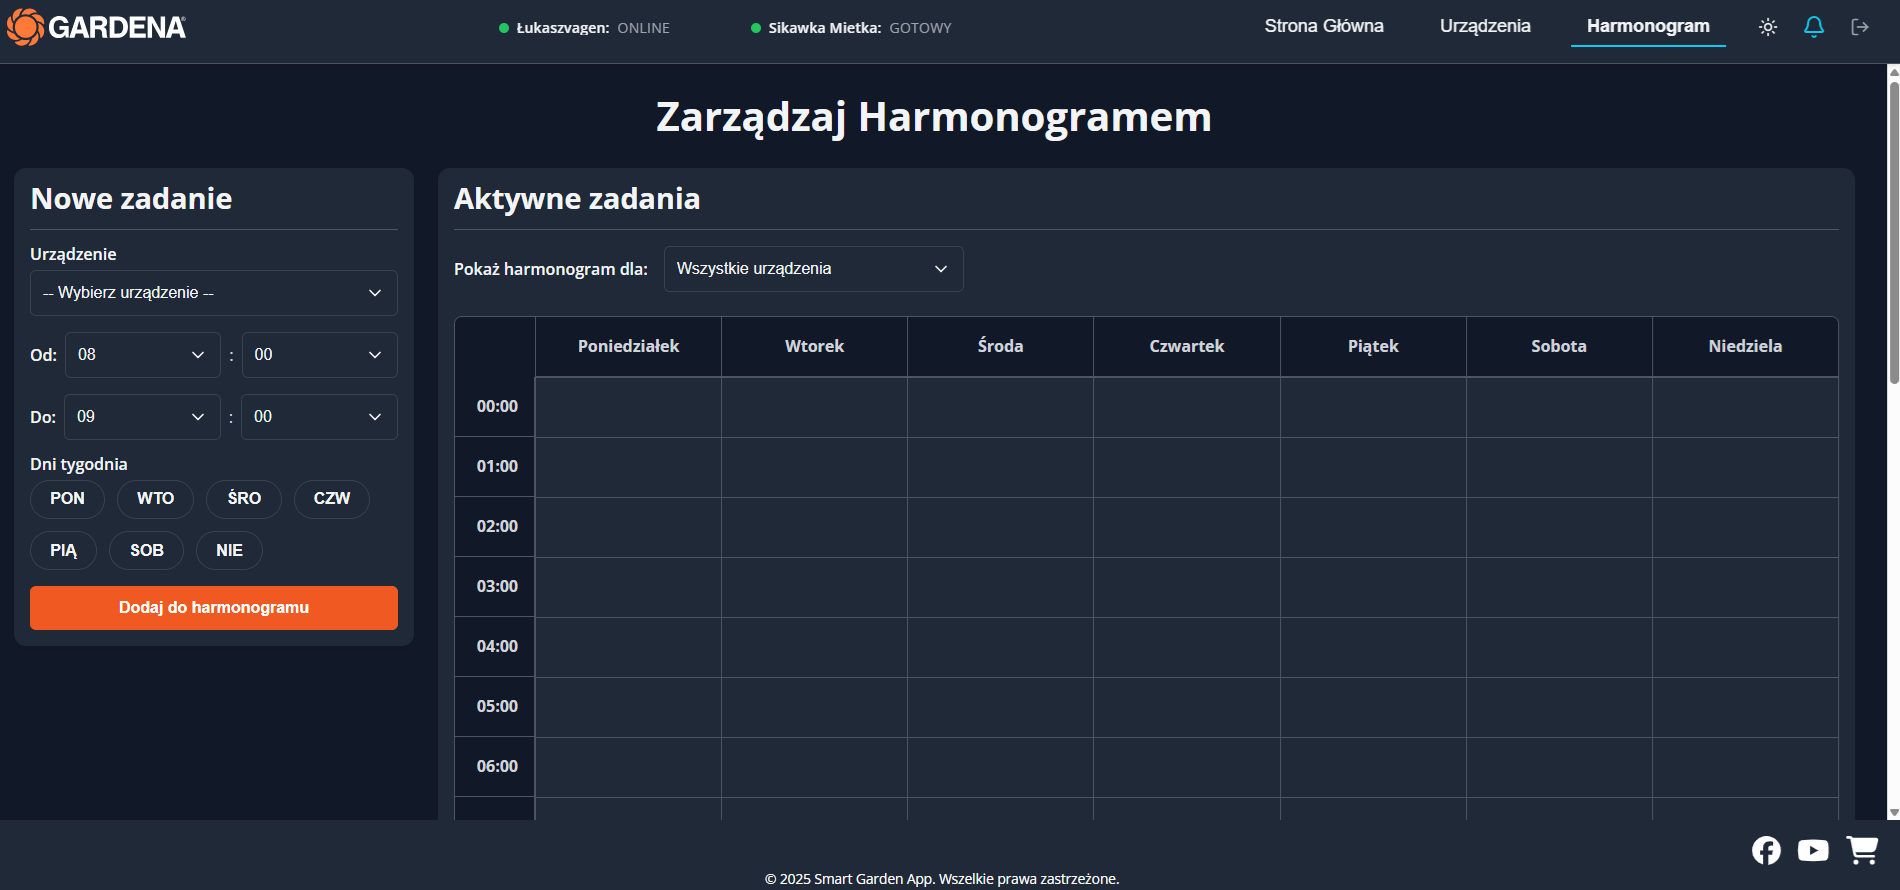 GARDENA
Łukaszvagen: ONLINE
Sikawka Mietka: GOTOWY
Strona Główna
Urządzenia
Harmonogram
Zarządzaj Harmonogramem
Nowe zadanie
Urządzenie
-- Wybierz urządzenie --
Od: 08 : 00
Do: 09 : 00
Dni tygodnia
PON WTO ŚRO CZW
PIĄ SOB NIE
Dodaj do harmonogramu
Aktywne zadania
Pokaż harmonogram dla: Wszystkie urządzenia
Poniedziałek Wtorek Środa Czwartek Piątek Sobota Niedziela
00:00
01:00
02:00
03:00
04:00
05:00
06:00
© 2025 Smart Garden App. Wszelkie prawa zastrzeżone.